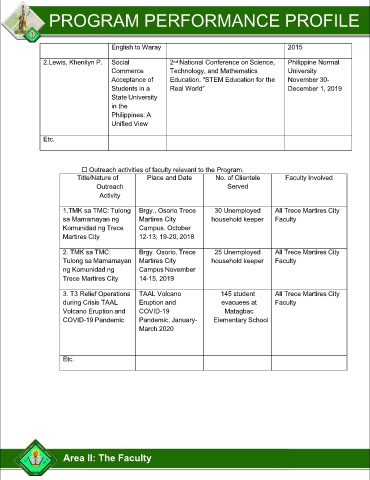 PROGRAM PERFORMANCE PROFILE
English to Waray
2015
2.Lewis, Khenilyn P.
Social
Commerce
Acceptance of
Students in a
State University
in the
Philippines: A
Unified View
2nd National Conference on Science,
Technology, and Mathematics
Education. "STEM Education for the
Real World"
Philippine Normal
University
November 30-
December 1, 2019
Etc.
☐ Outreach activities of faculty relevant to the Program.
Title/Nature of
Outreach
Activity
Place and Date
No. of Clientale
Served
Faculty Involved
1.TMK sa TMC: Tulong
sa Mamamayan ng
Komunidad ng Trece
Martires City
Brgy., Osorio Trece
Martires City
Campus. October
12-13; 19-20, 2018
30 Unemployed
household keeper
All Trece Martires City
Faculty
2. TMK sa TMC:
Tulong sa Mamamayan
ng Komunidad ng
Trece Martires City
Brgy. Osorio, Trece
Martires City
Campus November
14-15, 2019
25 Unemployed
household keeper
All Trece Martires City
Faculty
3. T3 Relief Operations
during Crisis TAAL
Volcano Eruption and
COVID-19 Pandemic
TAAL Volcano
Eruption and
COVID-19
Pandemic, January-
March 2020
145 student
evacuees at
Matagbac
Elementary School
All Trece Martires City
Faculty
Etc.
Area II: The Faculty